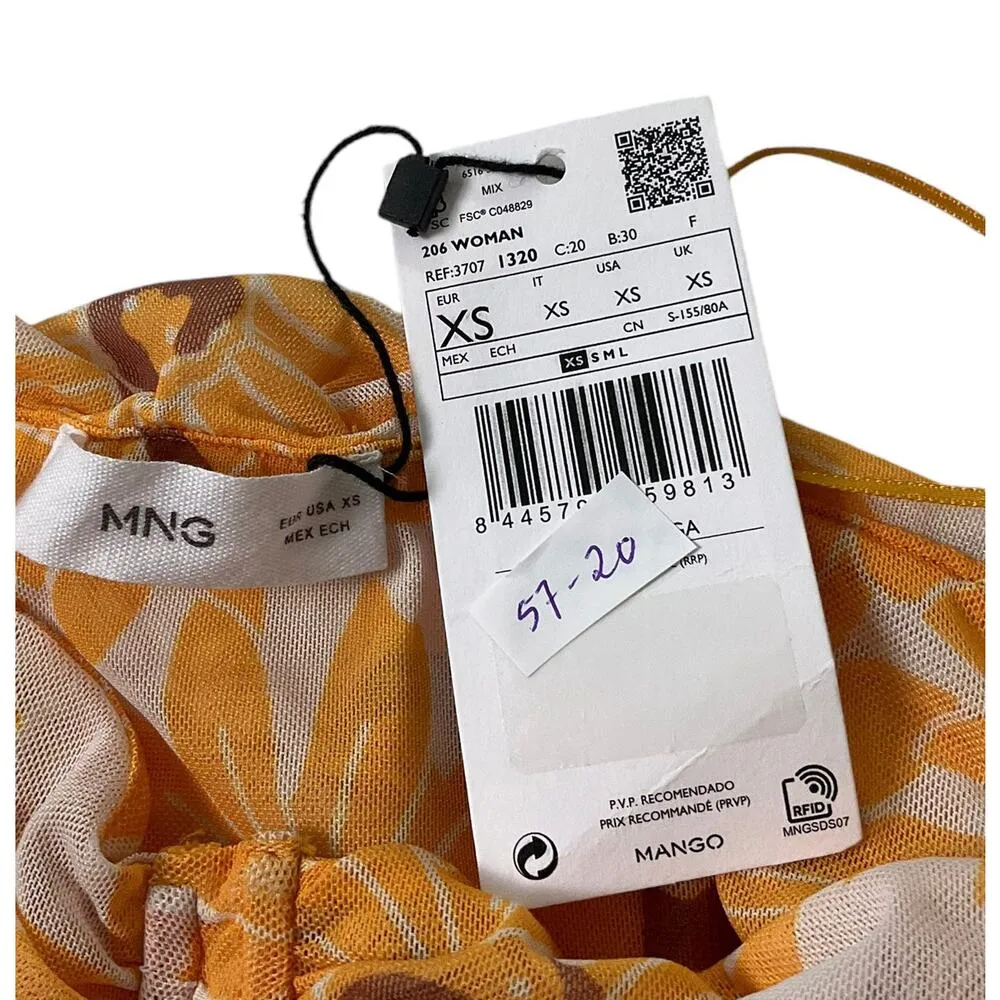 MIX
FSC® C048829
206 WOMAN
F
REF:3707 1320 C:20 B:30
EUR IT USA UK
XS XS XS XS
MEX ECH CN S-155/80A
XS S M L
59813
57-20
(RRP)
P.V.P. RECOMENDADO
PRIX RECOMMANDÉ (PRVP)
MANGO
RFID
MNGSDS07
MNG
EUR USA XS
MEX ECH